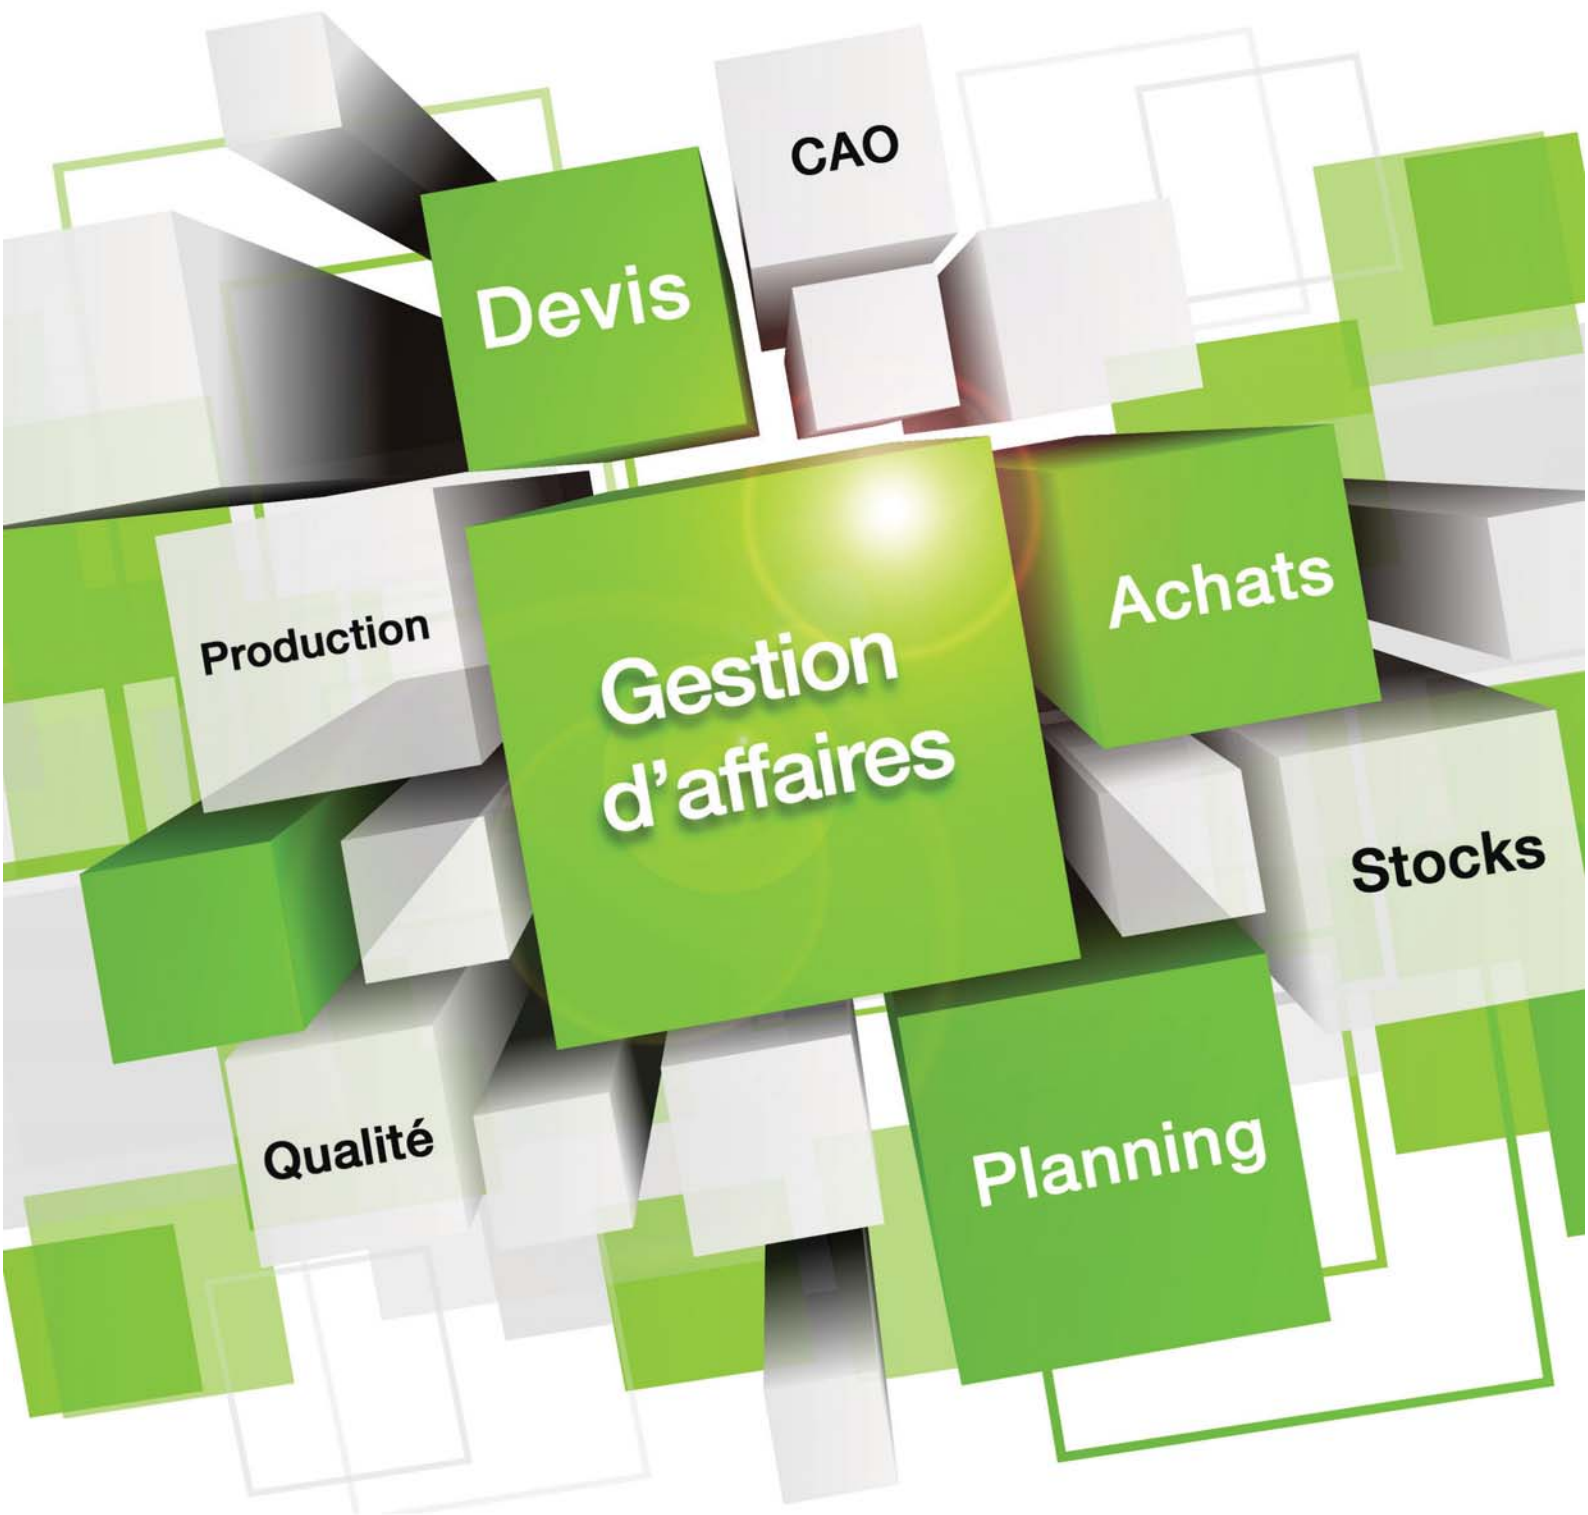 CAO
Devis
Achats
Production
Gestion
d’affaires
Stocks
Qualité
Planning